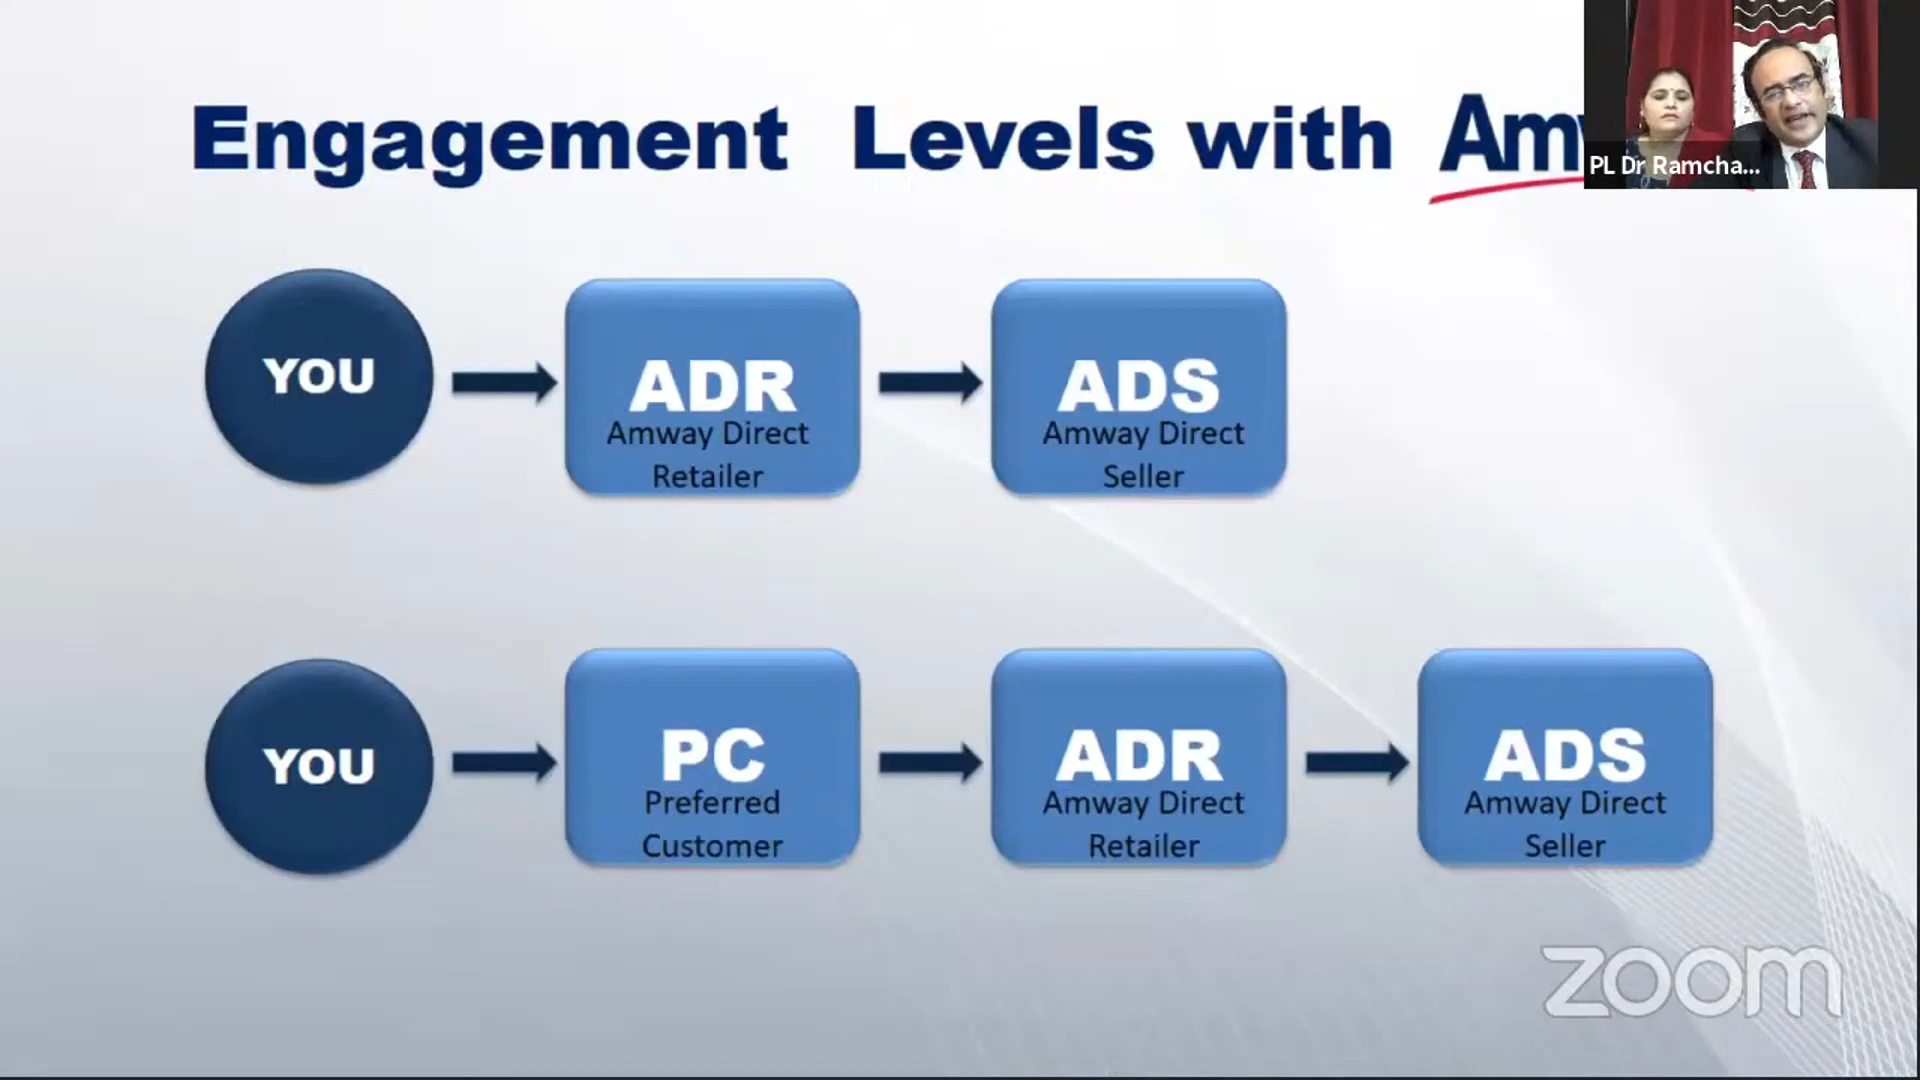 Engagement Levels with
PL Dr Ramcha...
YOU
ADR
Amway Direct
Retailer
ADS
Amway Direct
Seller
YOU
PC
Preferred
Customer
ADR
Amway Direct
Retailer
ADS
Amway Direct
Seller
zoom